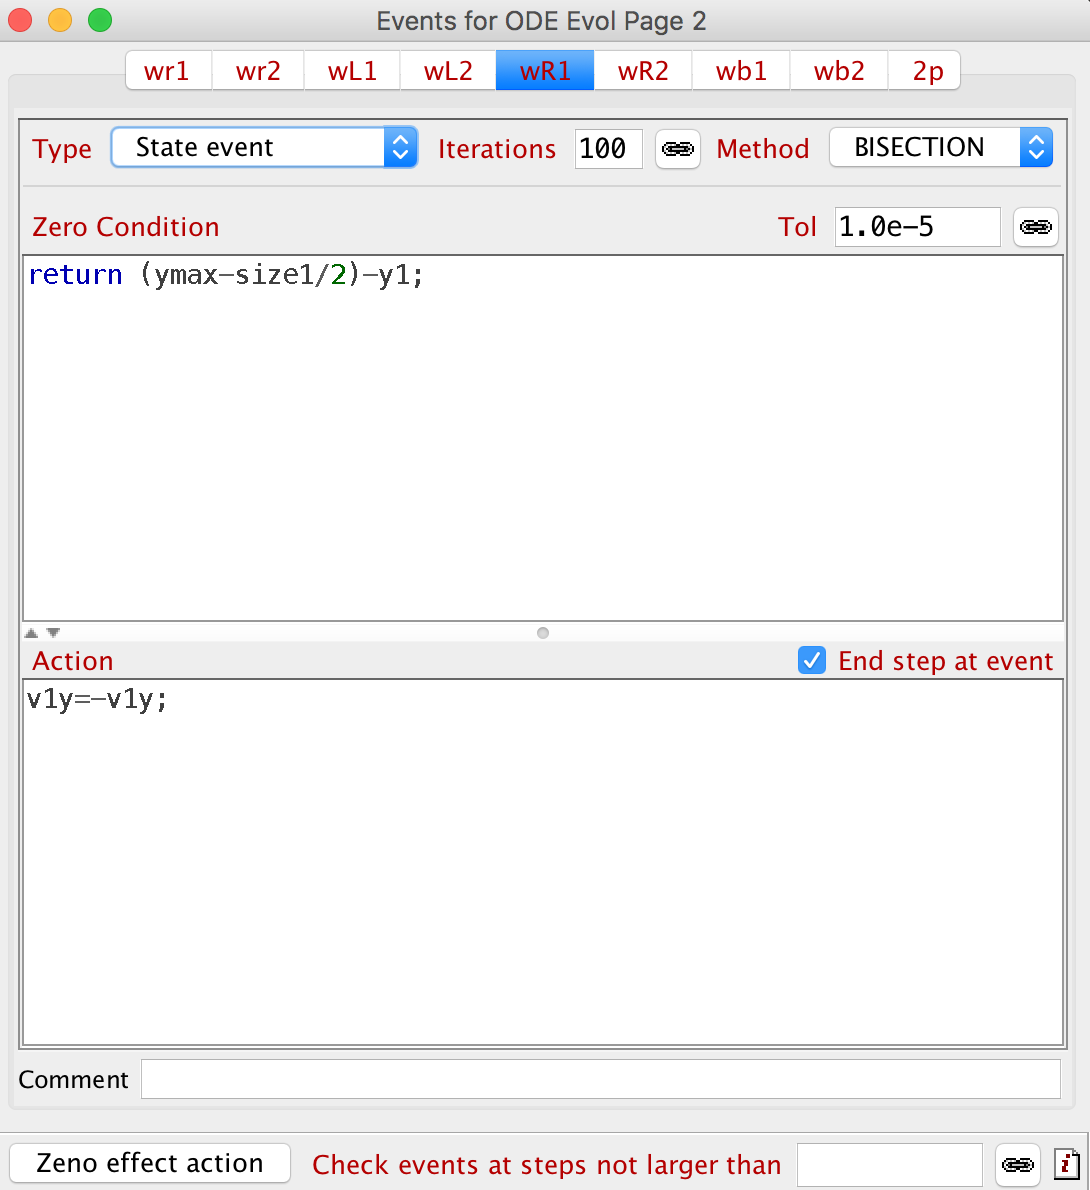 Events for ODE Evol Page 2
wr1 wr2 wL1 wL2 wR1 wR2 wb1 wb2 2p
Type State event Iterations 100 Method BISECTION
Zero Condition Tol 1.0e-5
return (ymax-size1/2)-y1;
Action End step at event
v1y=-v1y;
Comment
Zeno effect action Check events at steps not larger than i